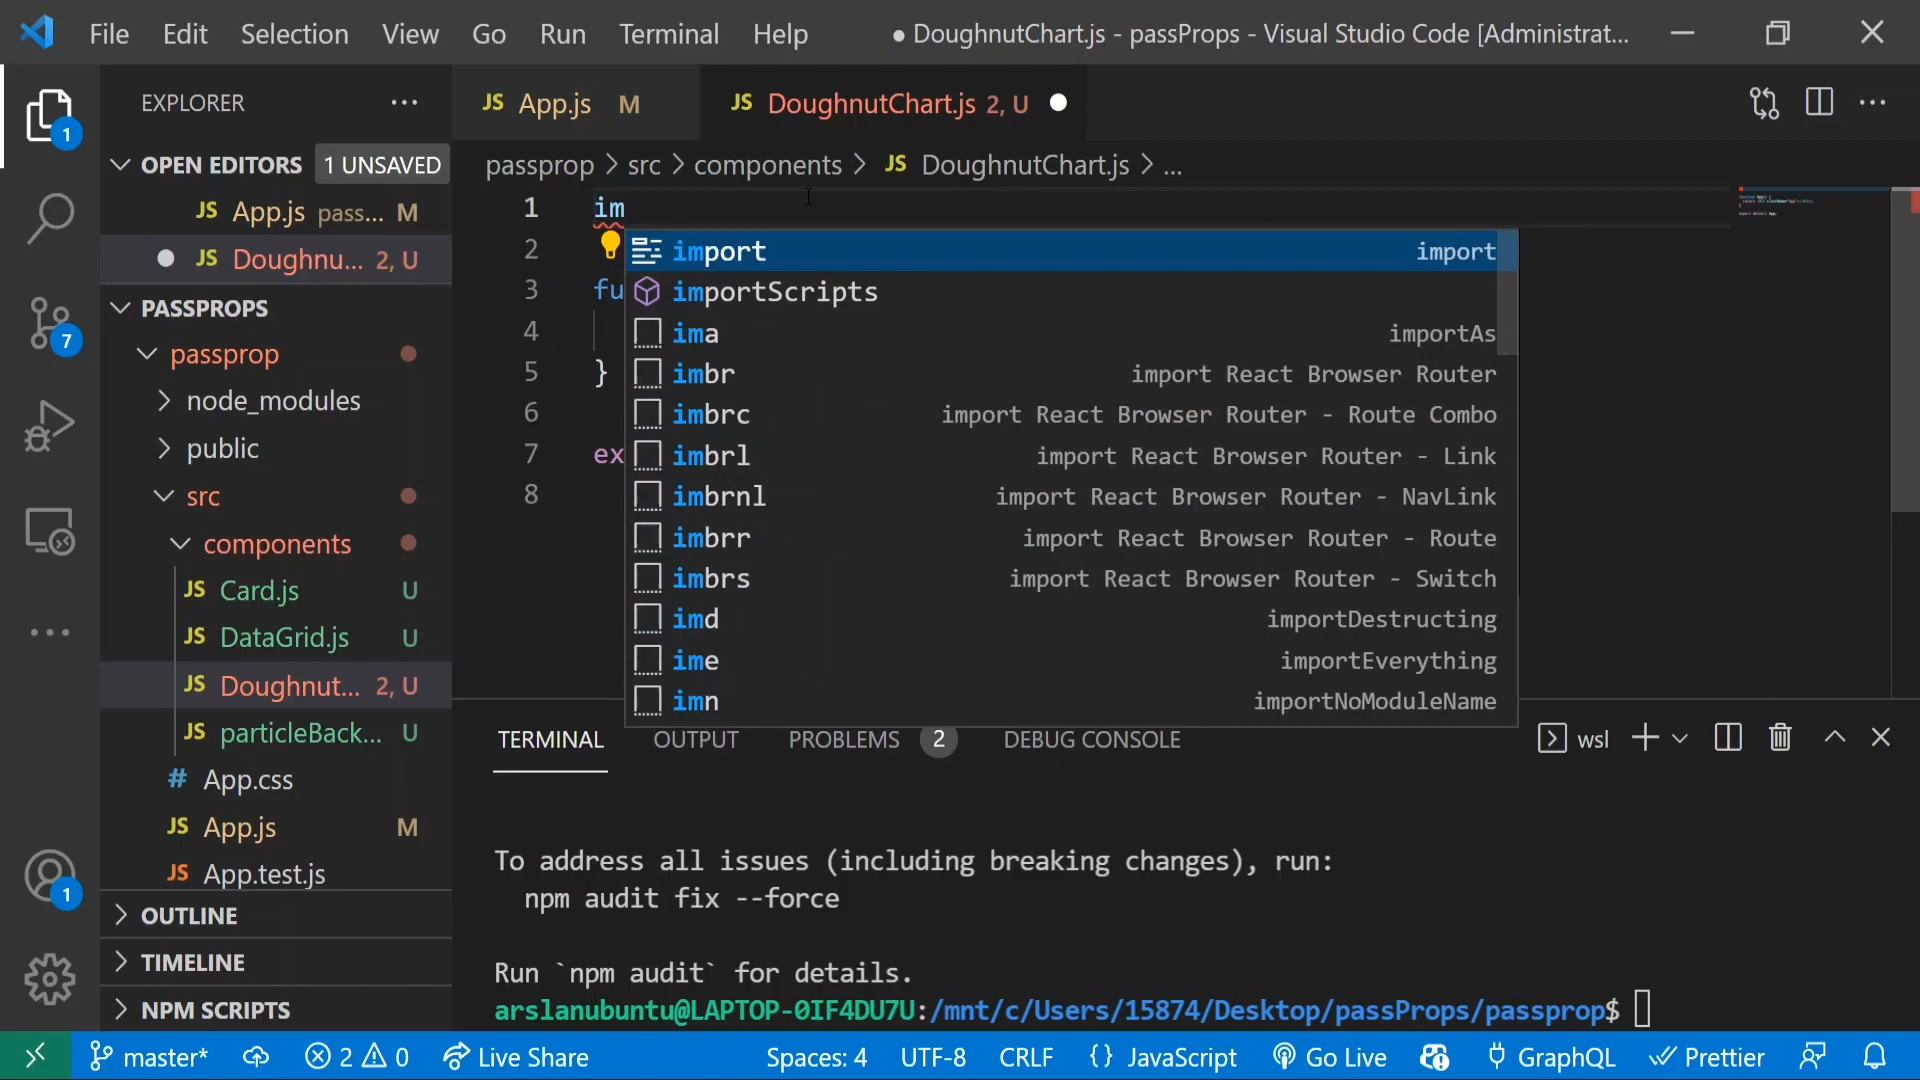 File Edit Selection View Go Run Terminal Help ● DoughnutChart.js - passProps - Visual Studio Code [Administrat...
EXPLORER ...
JS App.js M
JS DoughnutChart.js 2, U
1
OPEN EDITORS 1 UNSAVED
passprop > src > components > JS DoughnutChart.js > ...
JS App.js pass... M
JS Doughnu... 2, U
PASSPROPS
passprop
node_modules
public
src
components
JS Card.js U
JS DataGrid.js U
JS Doughnut... 2, U
JS particleBack... U
# App.css
JS App.js M
JS App.test.js
OUTLINE
TIMELINE
NPM SCRIPTS
7
1
1 im
2
3 fu
4
5 }
6
7 ex
8
import import
importScripts
ima importAs
imbr import React Browser Router
imbrc import React Browser Router - Route Combo
imbrl import React Browser Router - Link
imbrnl import React Browser Router - NavLink
imbrr import React Browser Router - Route
imbrs import React Browser Router - Switch
imd importDestructing
ime importEverything
imn importNoModuleName
TERMINAL OUTPUT PROBLEMS 2 DEBUG CONSOLE wsl
To address all issues (including breaking changes), run:
npm audit fix --force
Run `npm audit` for details.
arslanubuntu@LAPTOP-0IF4DU7U:/mnt/c/Users/15874/Desktop/passProps/passprop$
master* 2 0 Live Share Spaces: 4 UTF-8 CRLF {} JavaScript Go Live GraphQL Prettier